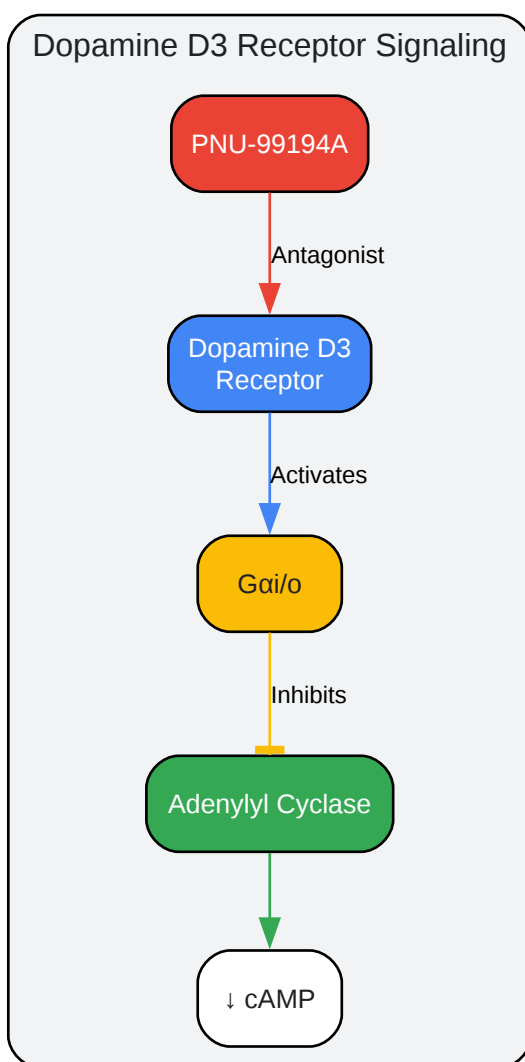 Dopamine D3 Receptor Signaling
PNU-99194A
Antagonist
Dopamine D3
Receptor
Activates
Gαi/o
Inhibits
Adenylyl Cyclase
↓ cAMP